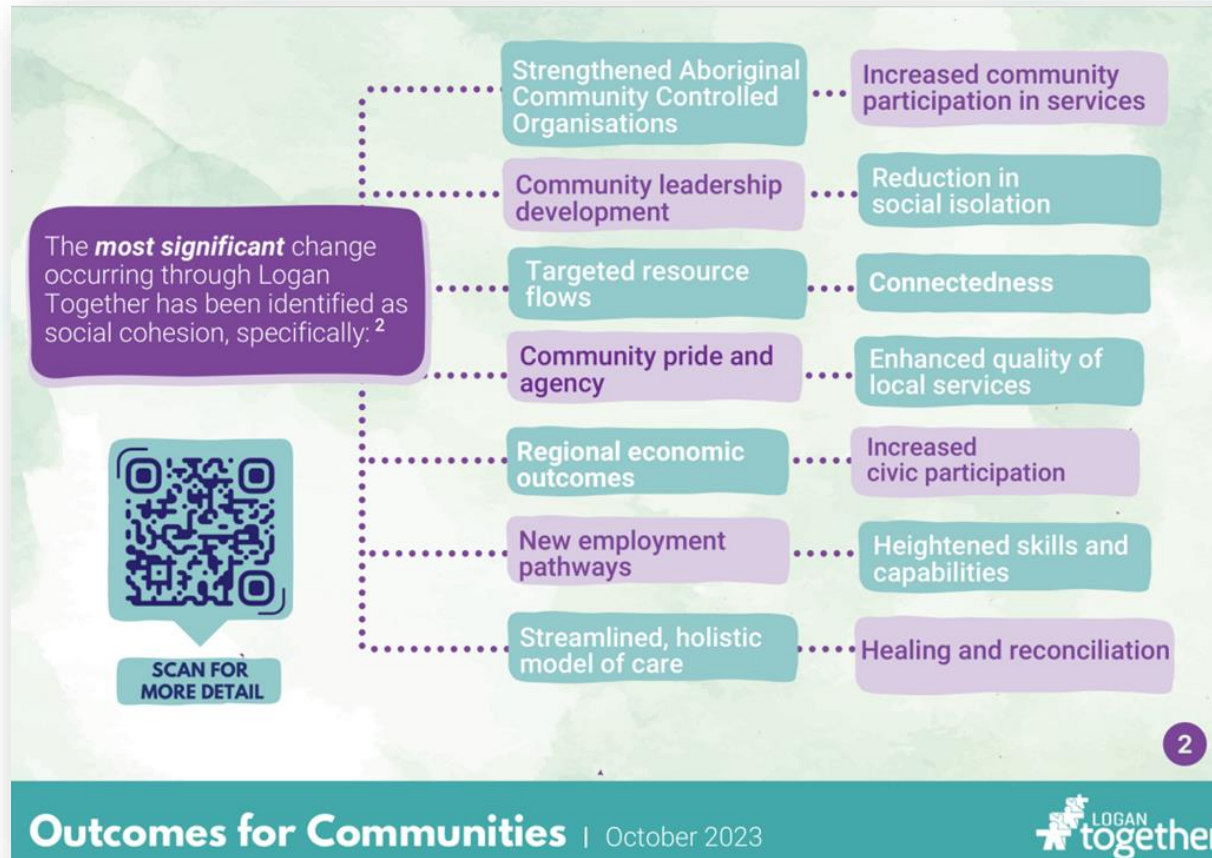 The most significant change
occurring through Logan
Together has been identified as
social cohesion, specifically: 2
Strengthened Aboriginal
Community Controlled
Organisations
Increased community
participation in services
Community leadership
development
Reduction in
social isolation
Targeted resource
flows
Connectedness
Community pride and
agency
Enhanced quality of
local services
Regional economic
outcomes
Increased
civic participation
New employment
pathways
Heightened skills and
capabilities
Streamlined, holistic
model of care
Healing and reconciliation
SCAN FOR
MORE DETAIL
2
Outcomes for Communities | October 2023
LOGAN
together